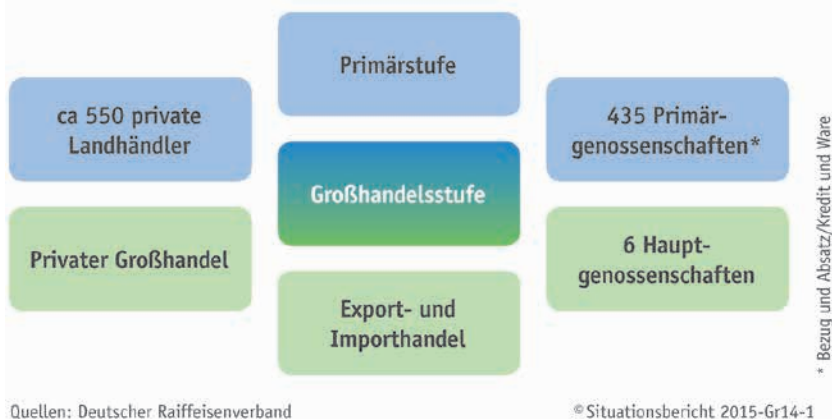 Primärstufe
ca 550 private
Landhändler
435 Primär-
genossenschaften*
Großhandelsstufe
Privater Großhandel
6 Haupt-
genossenschaften
Export- und
Importhandel
* Bezug und Absatz/Kredit und Ware
Quellen: Deutscher Raiffeisenverband
© Situationsbericht 2015-Gr14-1